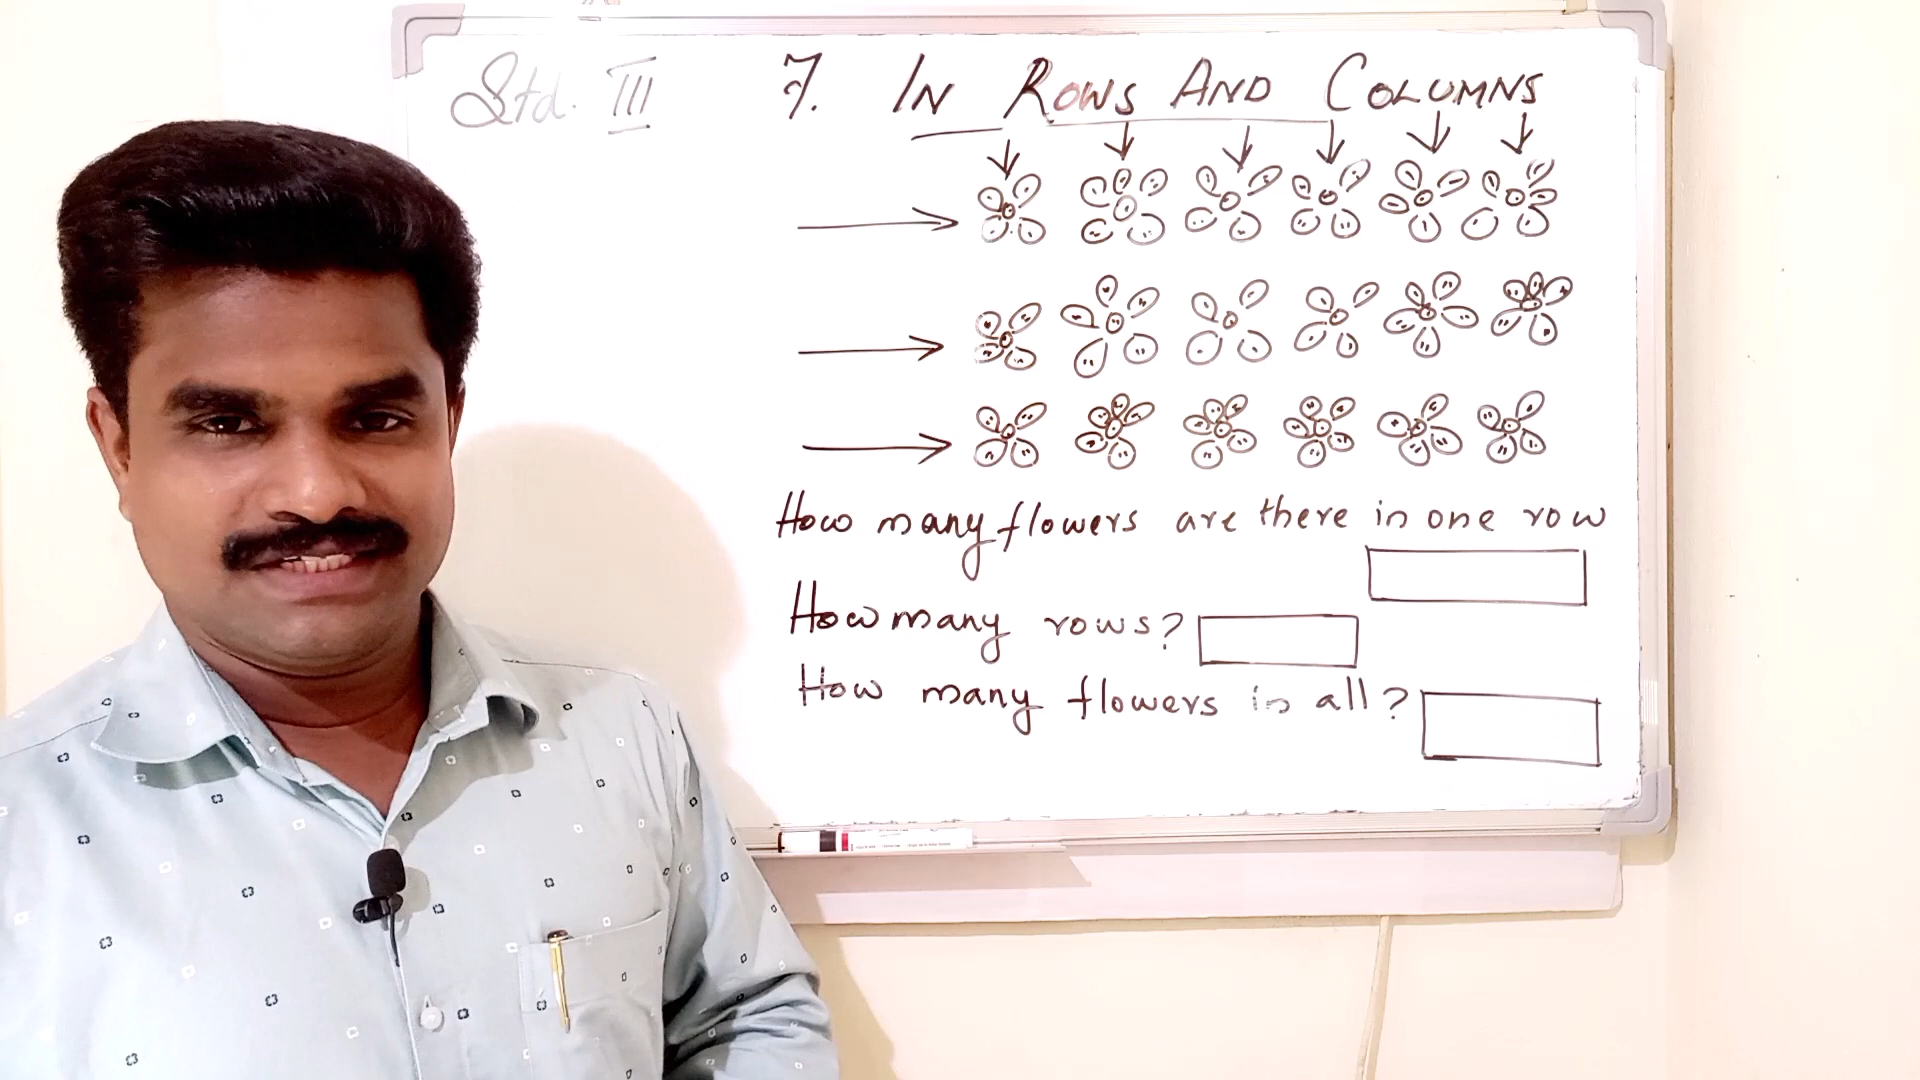 Std. III
7. IN ROWS AND COLUMNS
How many flowers are there in one row
How many rows?
How many flowers in all?